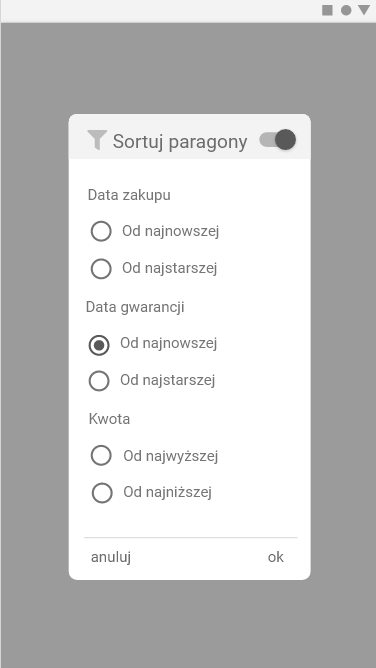 Sortuj paragony
Data zakupu
Od najnowszej
Od najstarszej
Data gwarancji
Od najnowszej
Od najstarszej
Kwota
Od najwyższej
Od najniższej
anuluj ok